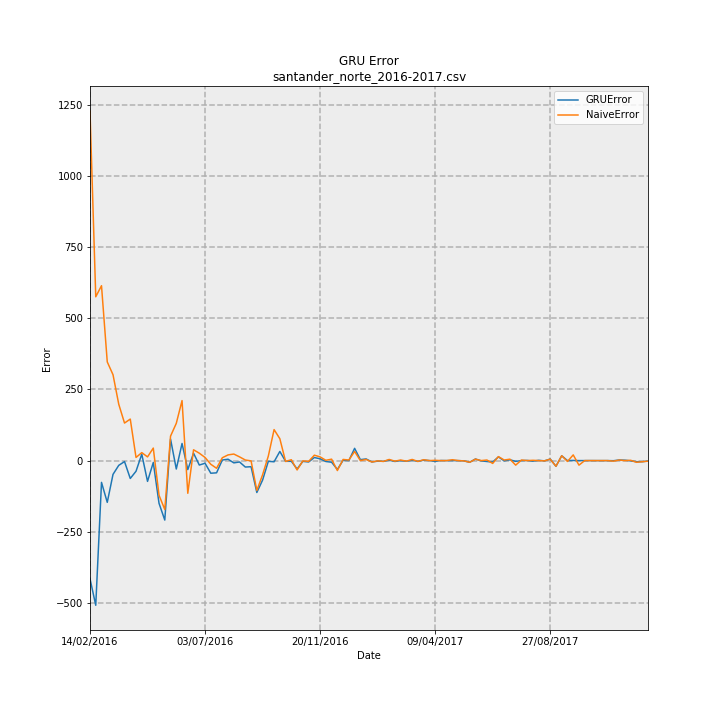 GRU Error
santander_norte_2016-2017.csv
GRUError
NaiveError
1250
1000
750
500
250
0
−250
−500
Error
14/02/2016
03/07/2016
20/11/2016
09/04/2017
27/08/2017
Date